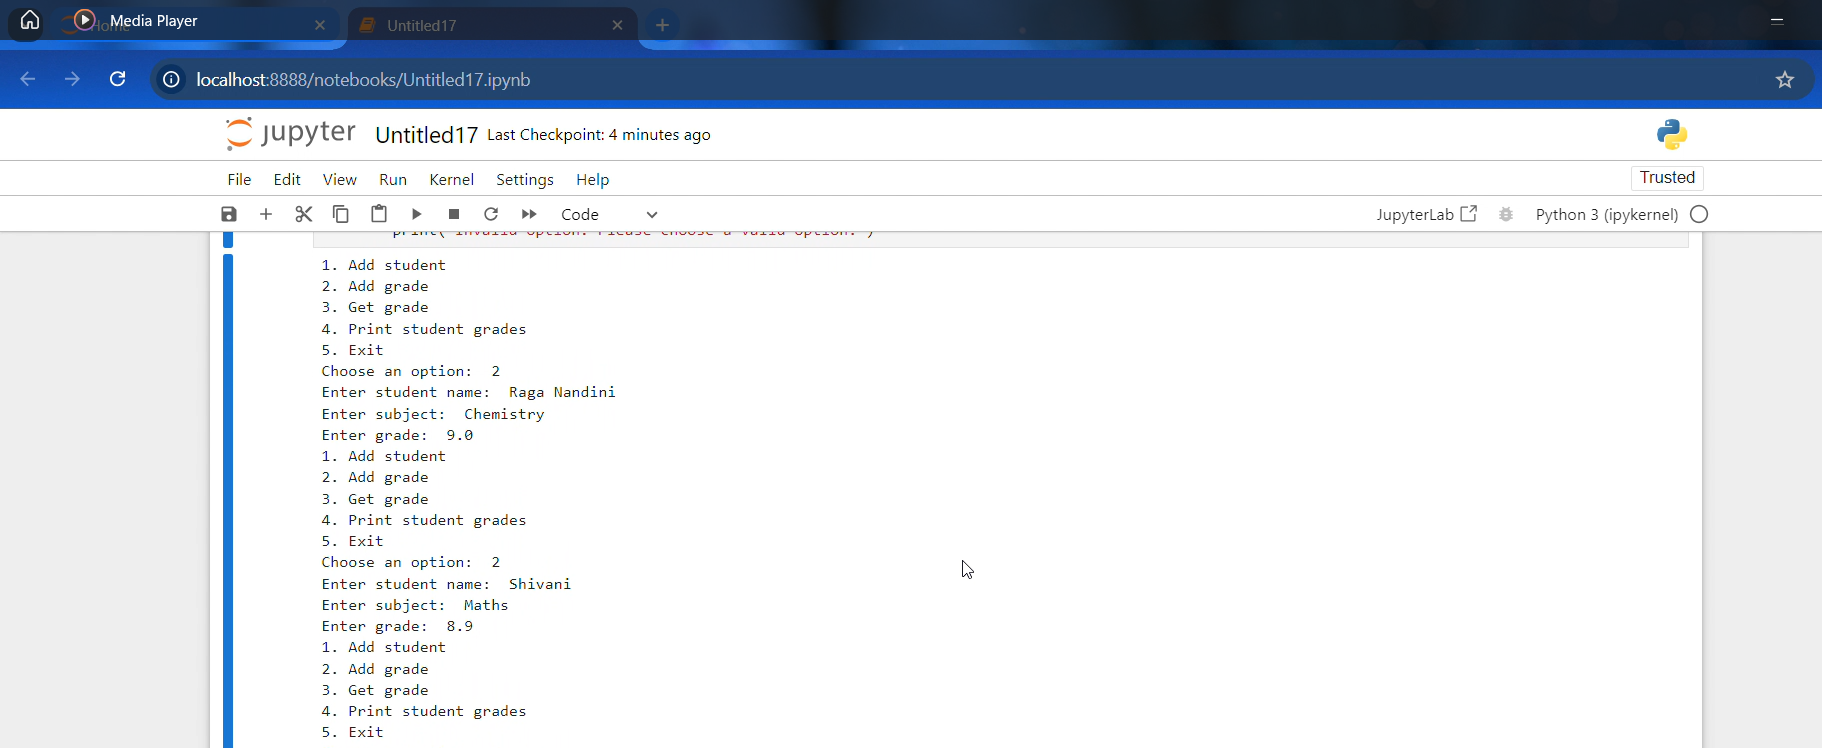 Media Player
Home
Untitled17
localhost:8888/notebooks/Untitled17.ipynb
jupyter Untitled17 Last Checkpoint: 4 minutes ago
File Edit View Run Kernel Settings Help
Trusted
Code
JupyterLab
Python 3 (ipykernel)
print("Invalid option. Please choose a valid option.")
1. Add student
2. Add grade
3. Get grade
4. Print student grades
5. Exit
Choose an option: 2
Enter student name: Raga Nandini
Enter subject: Chemistry
Enter grade: 9.0
1. Add student
2. Add grade
3. Get grade
4. Print student grades
5. Exit
Choose an option: 2
Enter student name: Shivani
Enter subject: Maths
Enter grade: 8.9
1. Add student
2. Add grade
3. Get grade
4. Print student grades
5. Exit